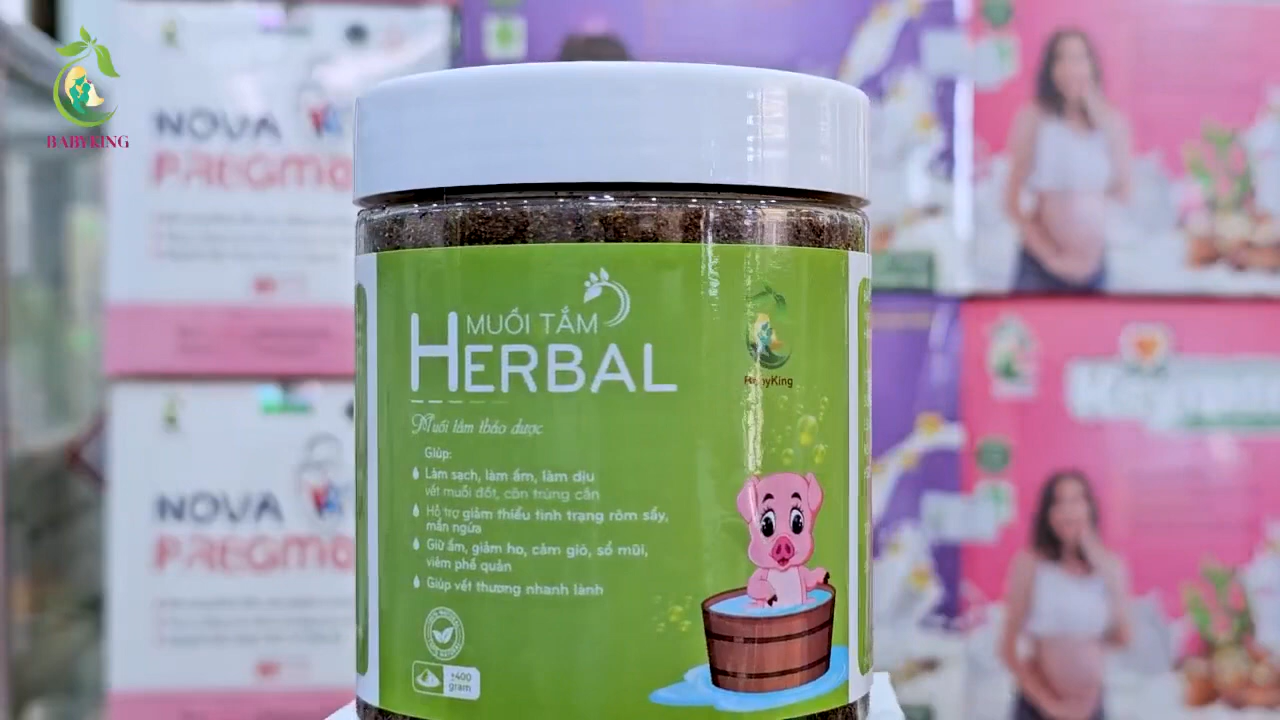 BABYKING
NOVA
PREGMO
MUỐI TẮM
HERBAL
BabyKing
Muối tắm thảo dược
Giúp:
Làm sạch, làm ấm, làm dịu
vết muỗi đốt, côn trùng cắn
Hỗ trợ giảm thiểu tình trạng rôm sẩy,
mẩn ngứa
Giữ ấm, giảm ho, cảm gió, sổ mũi,
viêm phế quản
Giúp vết thương nhanh lành
±400
gram
NOVA
PREGMO